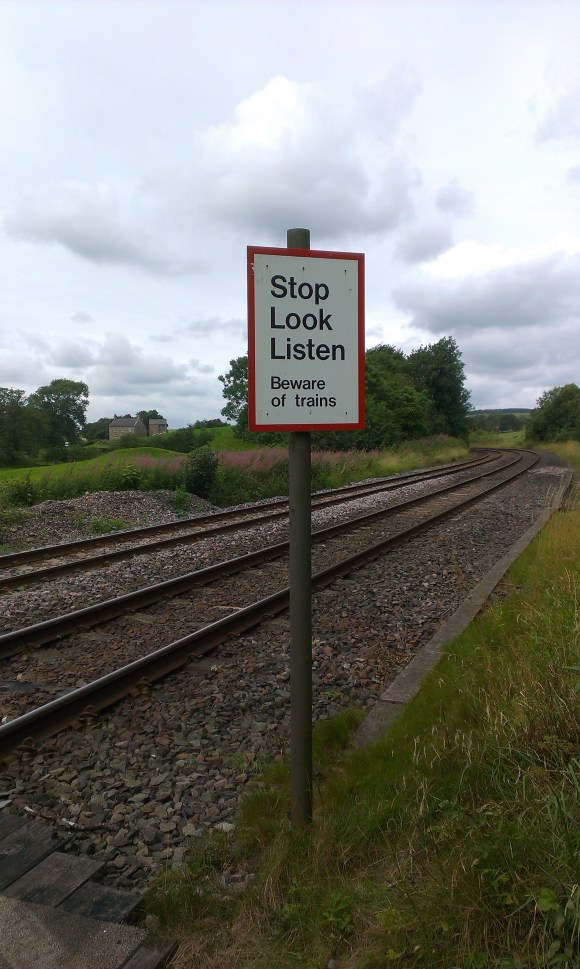 Stop
Look
Listen
Beware
of trains